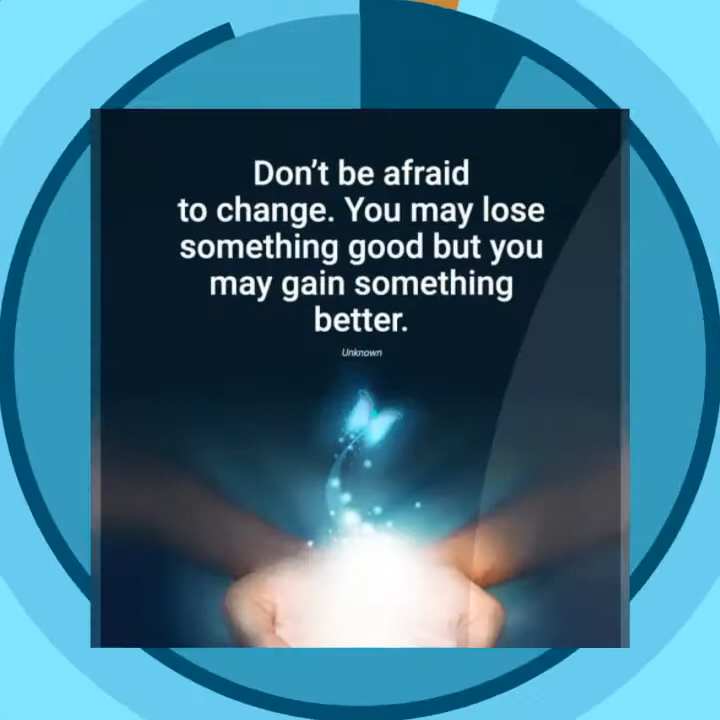 Don’t be afraid
to change. You may lose
something good but you
may gain something
better.
Unknown